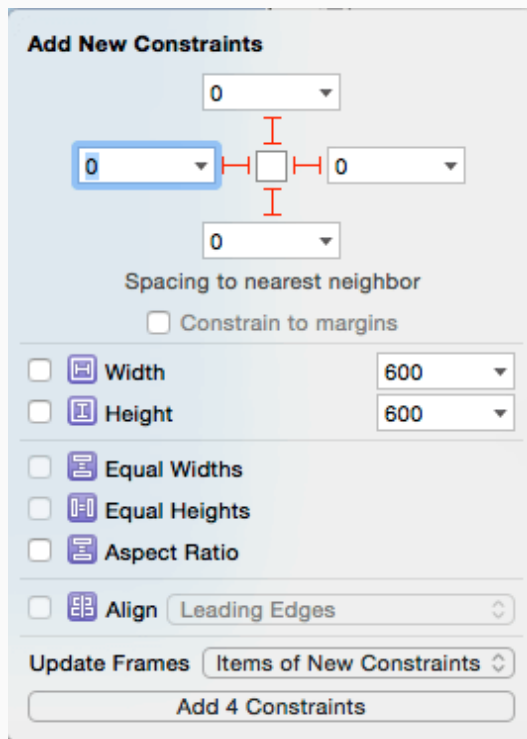 Add New Constraints
0
0 0
0
Spacing to nearest neighbor
Constrain to margins
Width 600
Height 600
Equal Widths
Equal Heights
Aspect Ratio
Align Leading Edges
Update Frames Items of New Constraints
Add 4 Constraints